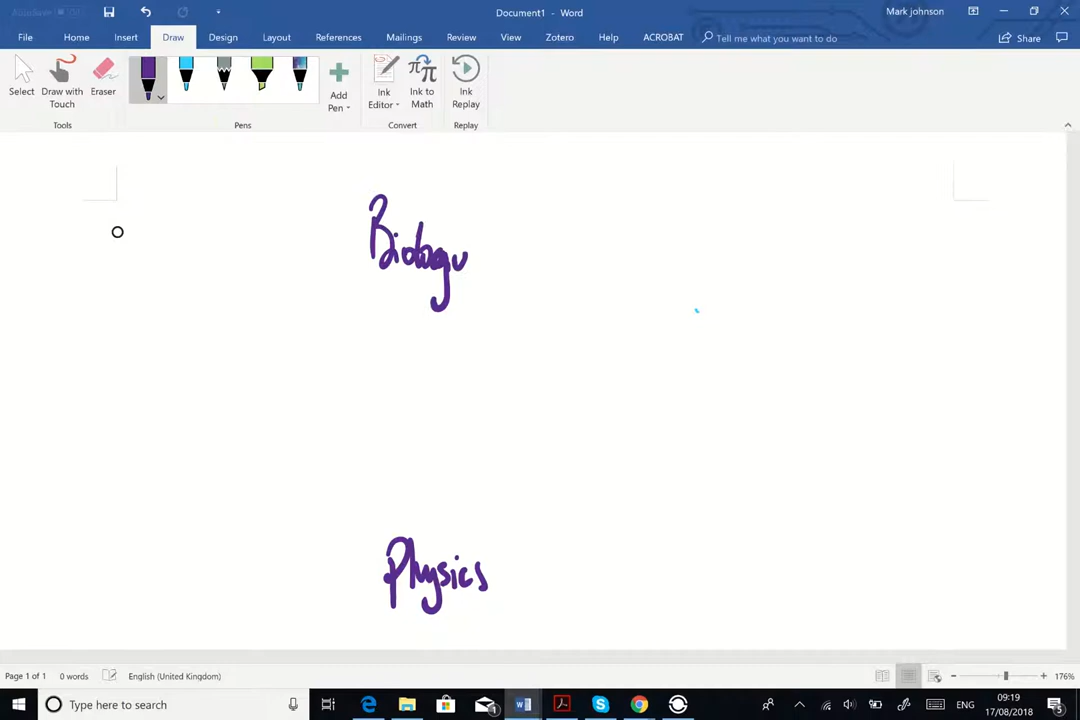 AutoSave
Document1 - Word
Mark johnson
File Home Insert Draw Design Layout References Mailings Review View Zotero Help ACROBAT Tell me what you want to do Share
Select
Draw with Touch
Eraser
Add Pen
Ink Editor
Ink to Math
Ink Replay
Tools Pens Convert Replay
Biology
Physics
Page 1 of 1 0 words English (United Kingdom) 176%
Type here to search
1
ENG
09:19
17/08/2018
5